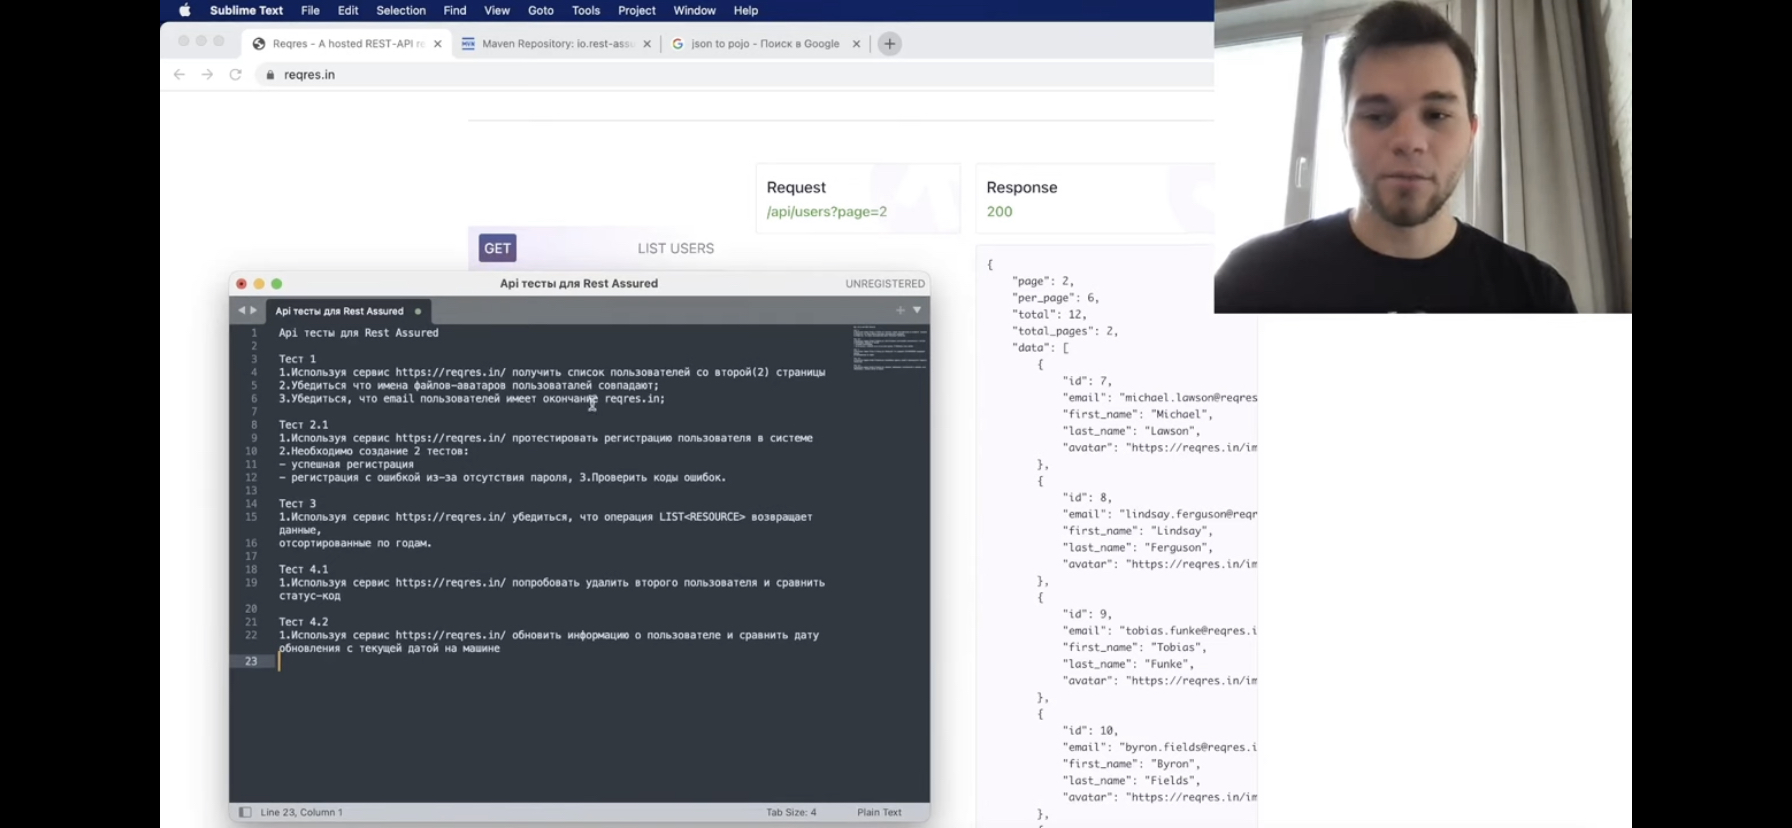 Sublime Text File Edit Selection Find View Goto Tools Project Window Help
Reqres - A hosted REST-API re
Maven Repository: io.rest-assu
json to pojo - Поиск в Google
reqres.in
Request
/api/users?page=2
Response
200
GET
LIST USERS
Api тесты для Rest Assured
UNREGISTERED
Api тесты для Rest Assured
1 Api тесты для Rest Assured
2
3 Тест 1
4 1.Используя сервис https://reqres.in/ получить список пользователей со второй(2) страницы
5 2.Убедиться что имена файлов-аватаров пользоваталей совпадают;
6 3.Убедиться, что email пользователей имеет окончание reqres.in;
7
8 Тест 2.1
9 1.Используя сервис https://reqres.in/ протестировать регистрацию пользователя в системе
10 2.Необходимо создание 2 тестов:
11 - успешная регистрация
12 - регистрация с ошибкой из-за отсутствия пароля, 3.Проверить коды ошибок.
13
14 Тест 3
15 1.Используя сервис https://reqres.in/ убедиться, что операция LIST<RESOURCE> возвращает
данные,
16 отсортированные по годам.
17
18 Тест 4.1
19 1.Используя сервис https://reqres.in/ попробовать удалить второго пользователя и сравнить
статус-код
20
21 Тест 4.2
22 1.Используя сервис https://reqres.in/ обновить информацию о пользователе и сравнить дату
обновления с текущей датой на машине
23
Line 23, Column 1
Tab Size: 4
Plain Text
{
"page": 2,
"per_page": 6,
"total": 12,
"total_pages": 2,
"data": [
{
"id": 7,
"email": "michael.lawson@reqres
"first_name": "Michael",
"last_name": "Lawson",
"avatar": "https://reqres.in/im
},
{
"id": 8,
"email": "lindsay.ferguson@reqr
"first_name": "Lindsay",
"last_name": "Ferguson",
"avatar": "https://reqres.in/im
},
{
"id": 9,
"email": "tobias.funke@reqres.i
"first_name": "Tobias",
"last_name": "Funke",
"avatar": "https://reqres.in/im
},
{
"id": 10,
"email": "byron.fields@reqres.i
"first_name": "Byron",
"last_name": "Fields",
"avatar": "https://reqres.in/im
},